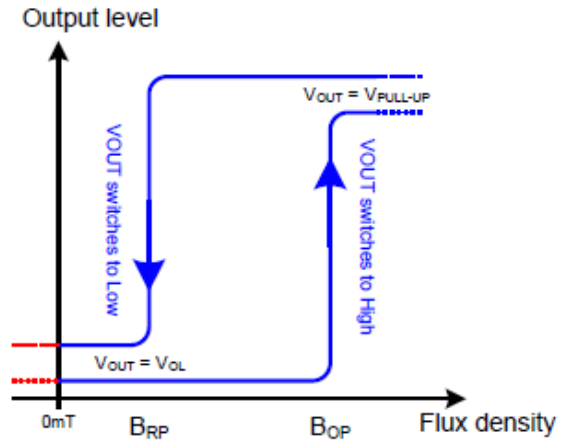 Output level
VOUT = VPULL-UP
VOUT switches to Low
VOUT switches to High
VOUT = VOL
0mT
BRP
BOP
Flux density